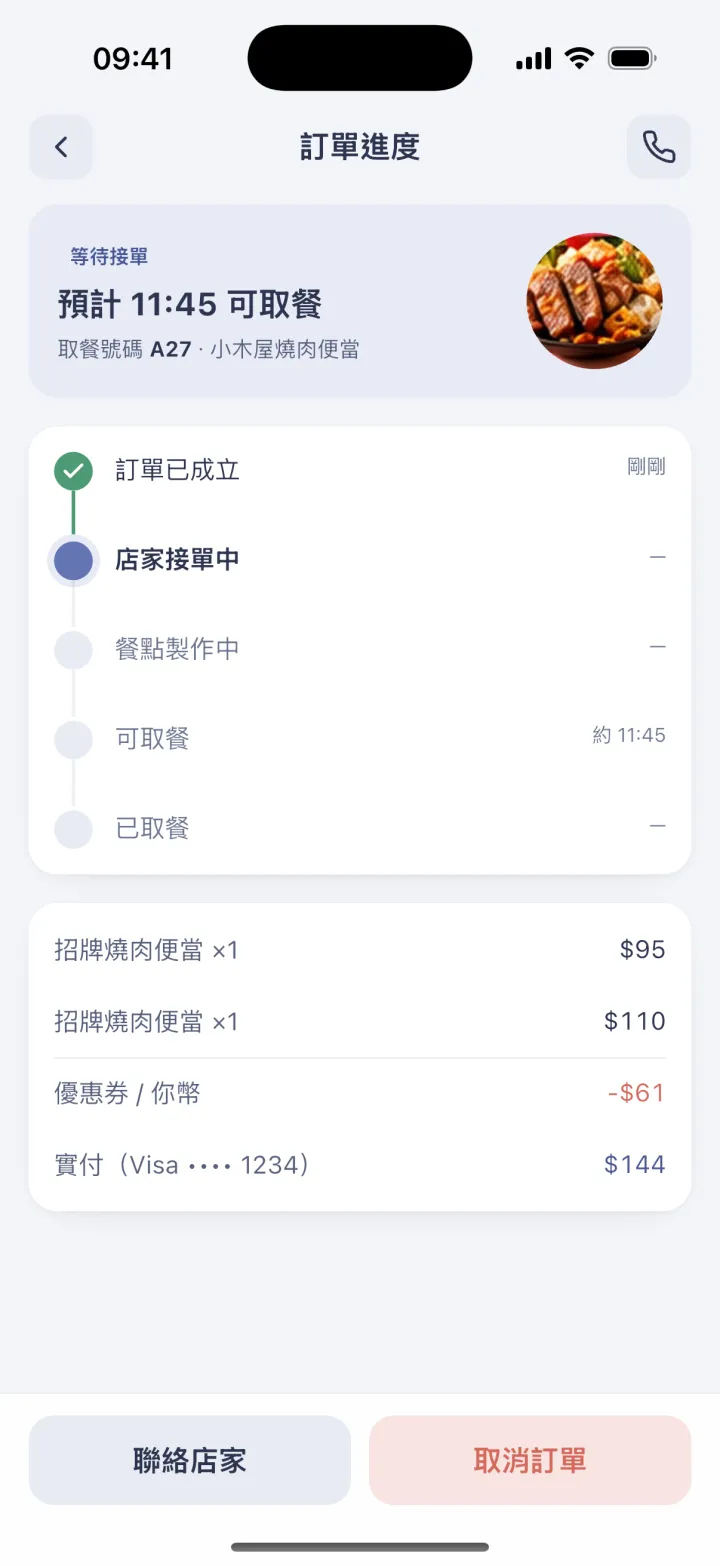 09:41
訂單進度
等待接單
預計 11:45 可取餐
取餐號碼 A27 · 小木屋燒肉便當
訂單已成立 剛剛
店家接單中 —
餐點製作中 —
可取餐 約 11:45
已取餐 —
招牌燒肉便當 ×1 $95
招牌燒肉便當 ×1 $110
優惠券 / 你幣 -$61
實付（Visa •••• 1234） $144
聯絡店家 取消訂單